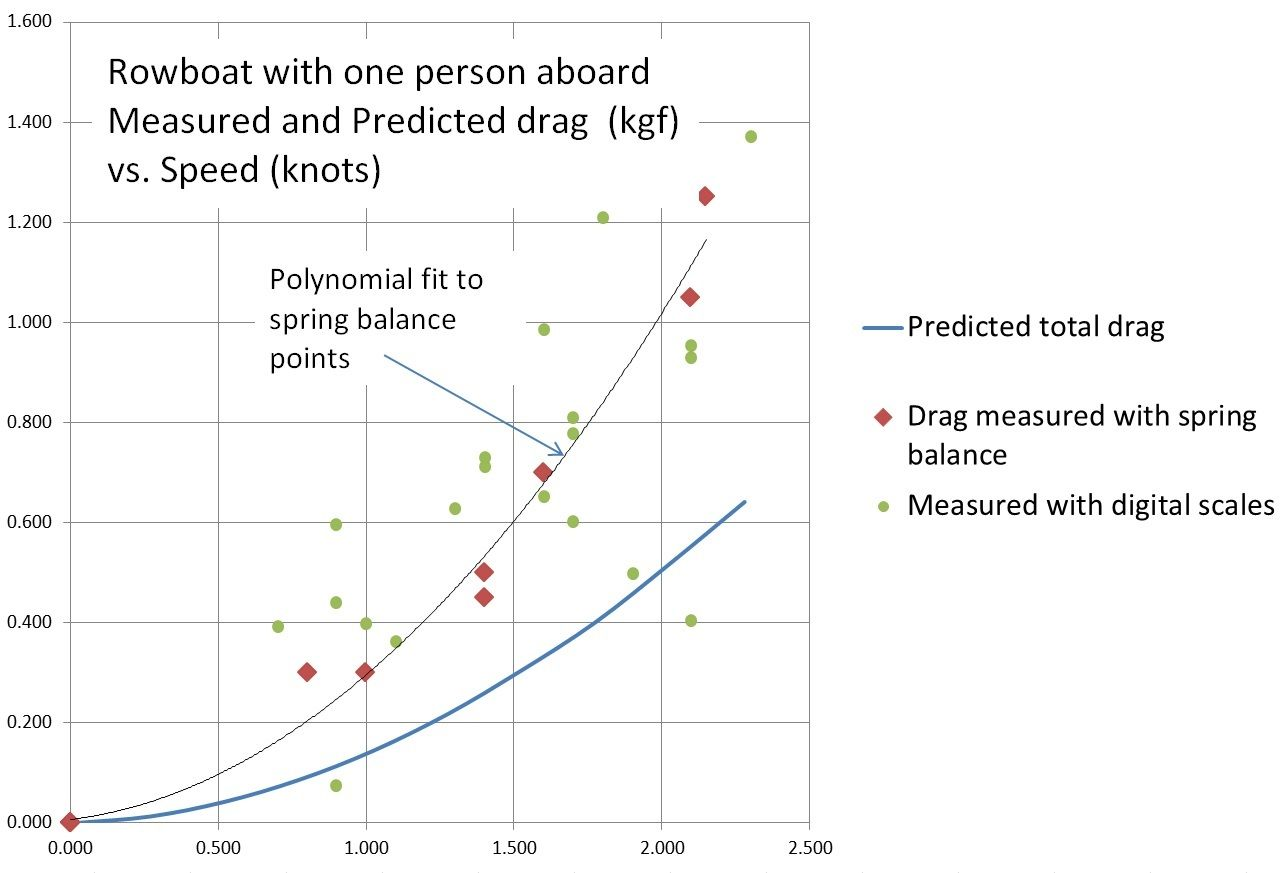 1.600
Rowboat with one person aboard
Measured and Predicted drag (kgf)
vs. Speed (knots)
1.400
1.200
Polynomial fit to
spring balance
points
1.000
0.800
0.600
0.400
0.200
0.000
0.000 0.500 1.000 1.500 2.000 2.500
Predicted total drag
Drag measured with spring
balance
Measured with digital scales